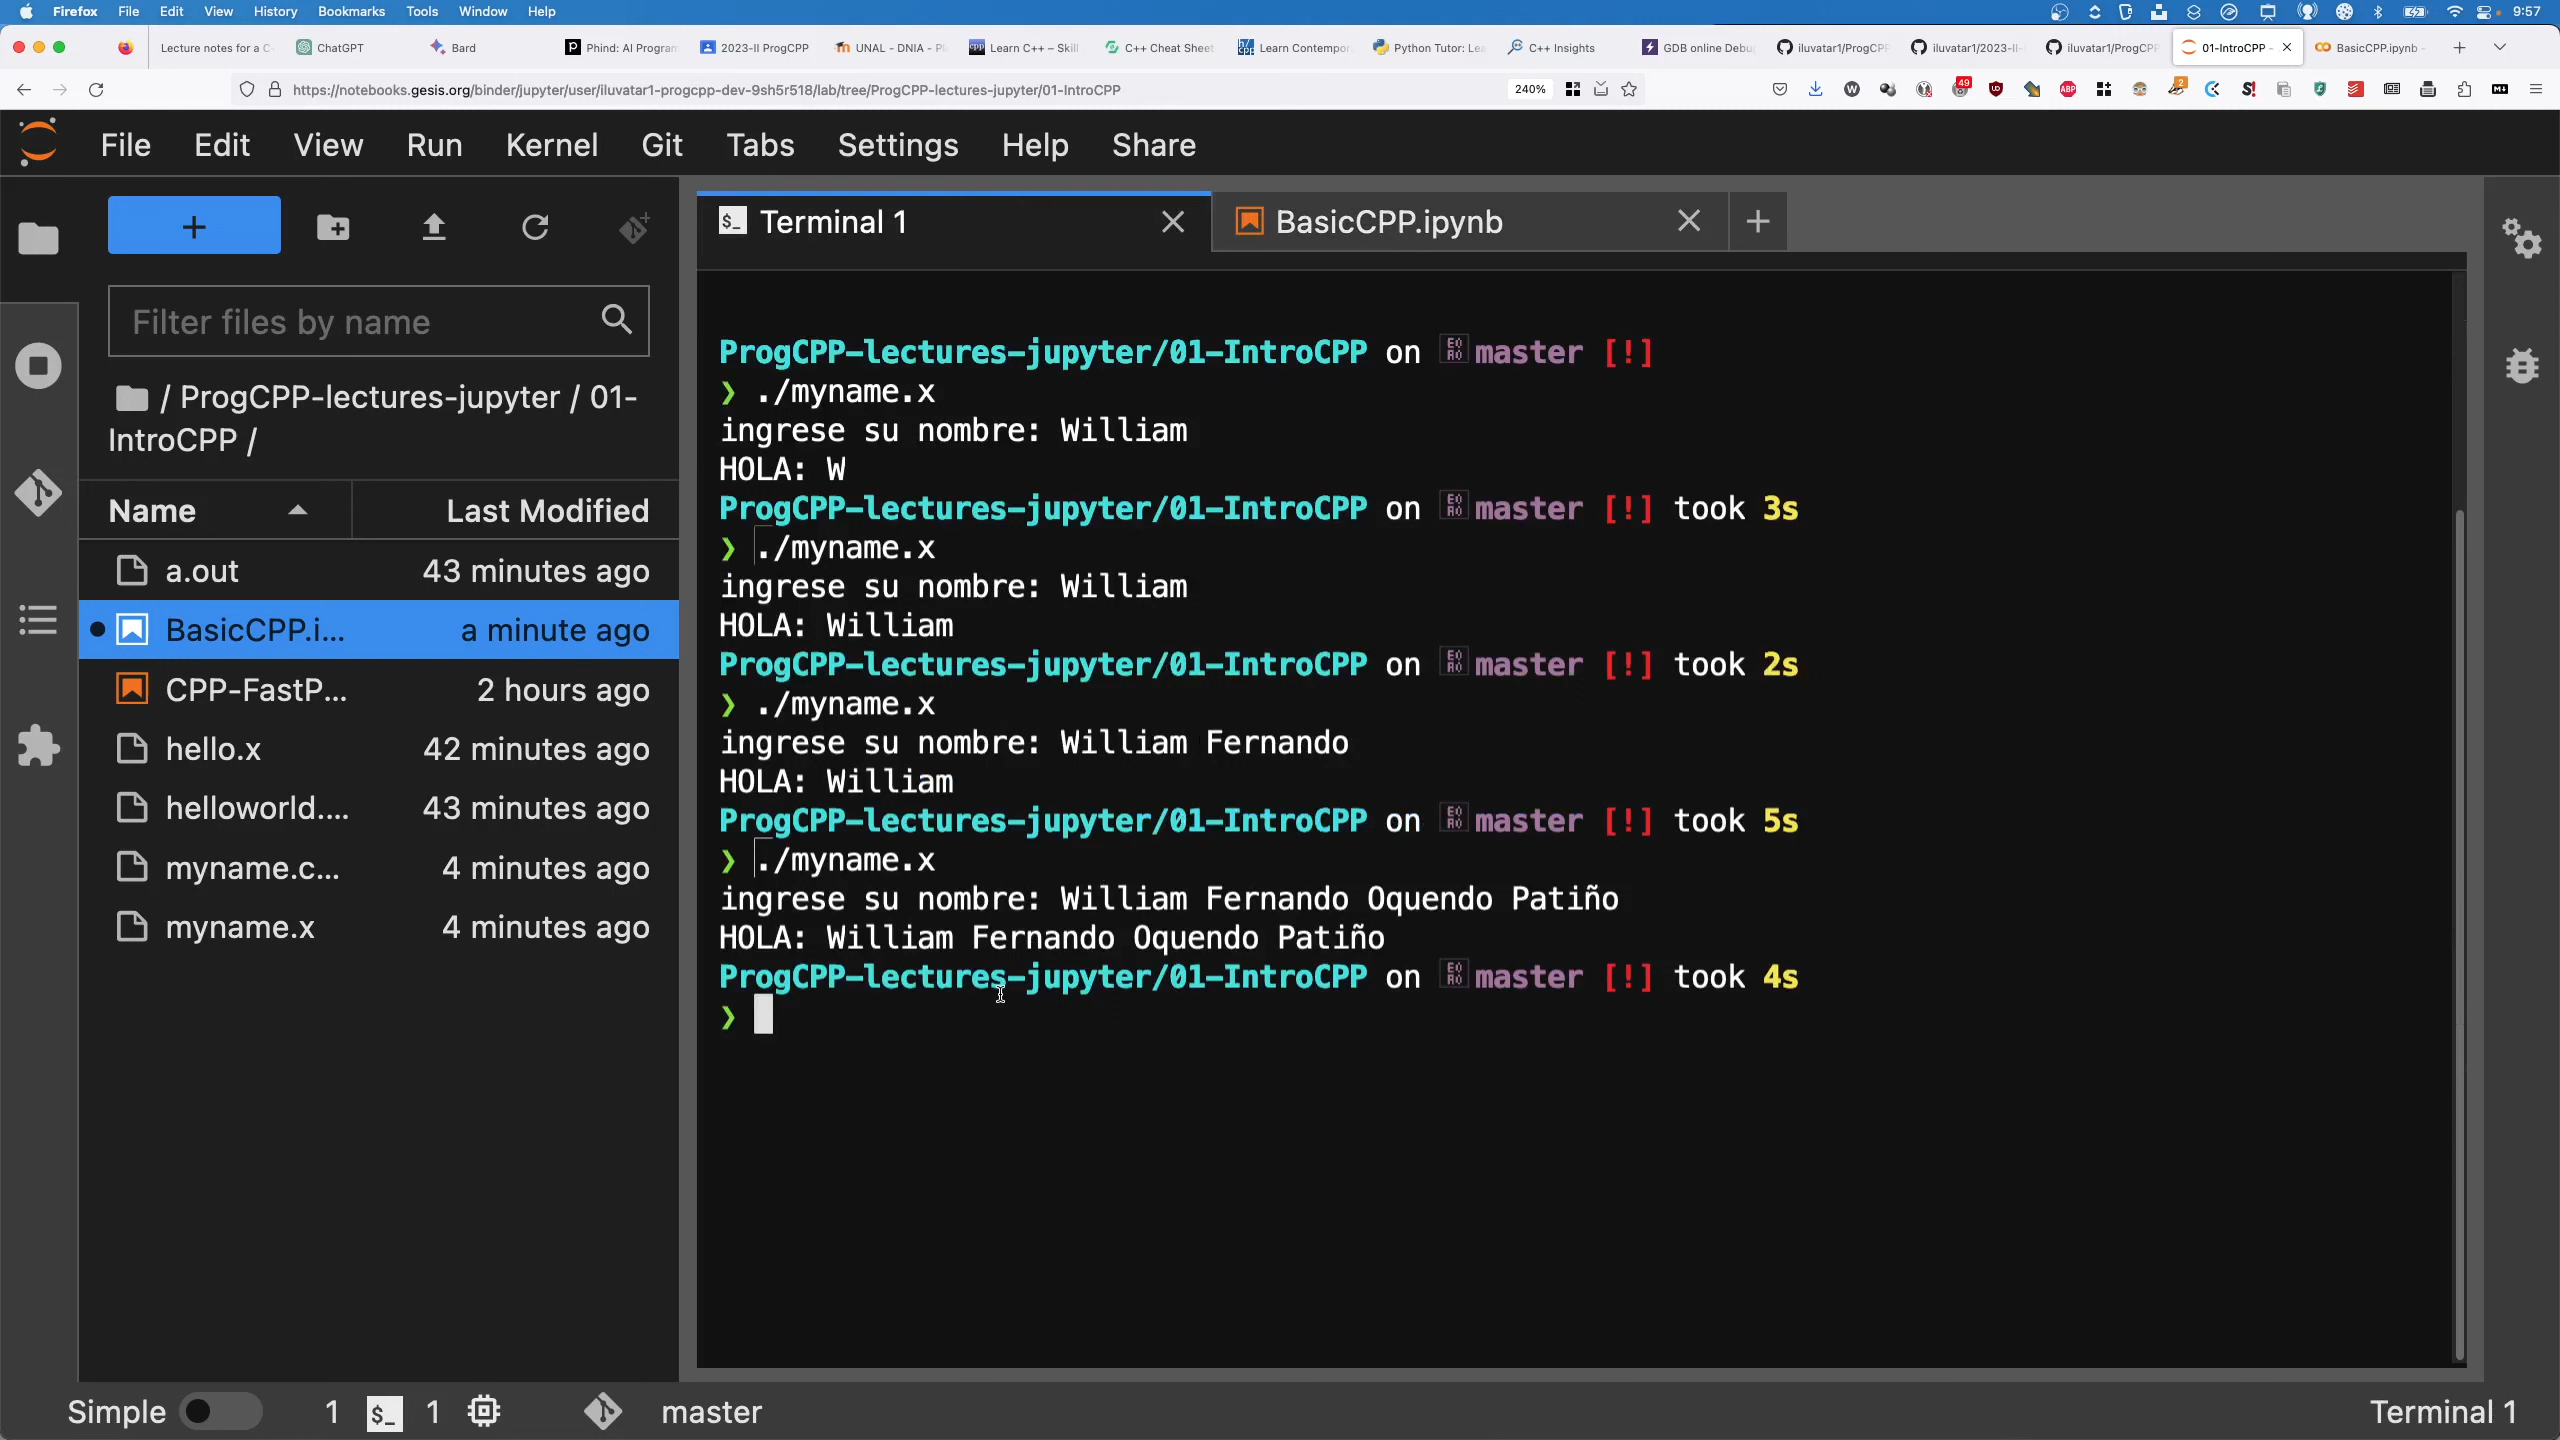 Firefox File Edit View History Bookmarks Tools Window Help 9:57
Lecture notes for a C ChatGPT Bard Phind: AI Program 2023-II ProgCPP UNAL - DNIA - Pl Learn C++ – Skill C++ Cheat Sheet Learn Contempor Python Tutor: Lea C++ Insights GDB online Debu iluvatar1/ProgCPP iluvatar1/2023-II- iluvatar1/ProgCPP 01-IntroCPP - BasicCPP.ipynb -
https://notebooks.gesis.org/binder/jupyter/user/iluvatar1-progcpp-dev-9sh5r518/lab/tree/ProgCPP-lectures-jupyter/01-IntroCPP 240% 49 ABP 2
File Edit View Run Kernel Git Tabs Settings Help Share
Terminal 1 BasicCPP.ipynb
Filter files by name
/ ProgCPP-lectures-jupyter / 01-
IntroCPP /
Name Last Modified
a.out 43 minutes ago
BasicCPP.i... a minute ago
CPP-FastP... 2 hours ago
hello.x 42 minutes ago
helloworld.... 43 minutes ago
myname.c... 4 minutes ago
myname.x 4 minutes ago
ProgCPP-lectures-jupyter/01-IntroCPP on master [!]
❯ ./myname.x
ingrese su nombre: William
HOLA: W
ProgCPP-lectures-jupyter/01-IntroCPP on master [!] took 3s
❯ ./myname.x
ingrese su nombre: William
HOLA: William
ProgCPP-lectures-jupyter/01-IntroCPP on master [!] took 2s
❯ ./myname.x
ingrese su nombre: William Fernando
HOLA: William
ProgCPP-lectures-jupyter/01-IntroCPP on master [!] took 5s
❯ ./myname.x
ingrese su nombre: William Fernando Oquendo Patiño
HOLA: William Fernando Oquendo Patiño
ProgCPP-lectures-jupyter/01-IntroCPP on master [!] took 4s
❯
Simple 1 $_ 1 master Terminal 1